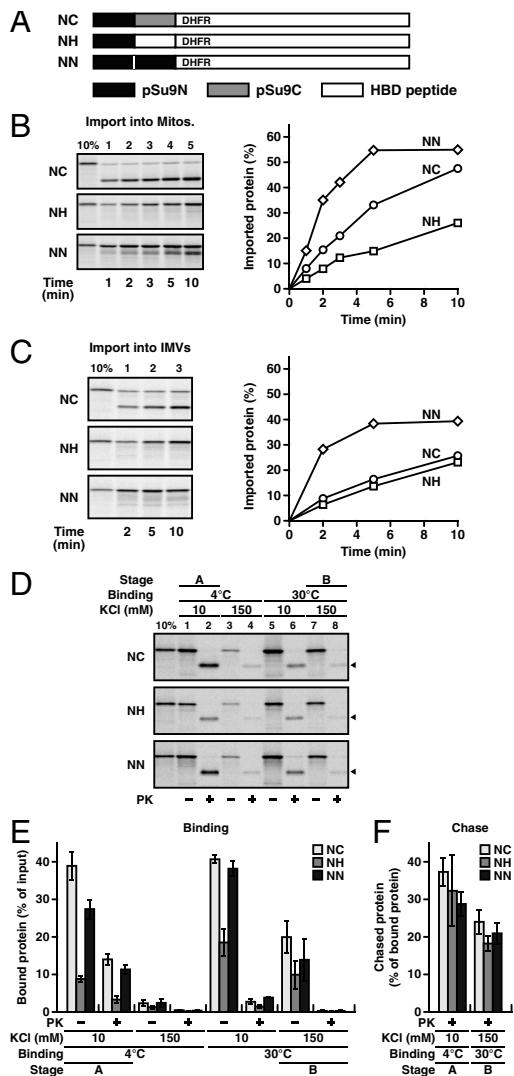 A
NC DHFR
NH DHFR
NN DHFR
pSu9N pSu9C HBD peptide
B
Import into Mitos.
10% 1 2 3 4 5
NC
NH
NN
Time (min) 1 2 3 5 10
Imported protein (%)
60
50
40
30
20
10
0
0 2 4 6 8 10
Time (min)
NN
NC
NH
C
Import into IMVs
10% 1 2 3
NC
NH
NN
Time (min) 2 5 10
Imported protein (%)
60
50
40
30
20
10
0
0 2 4 6 8 10
Time (min)
NN
NC
NH
D
Stage A B
Binding 4°C 30°C
KCl (mM) 10 150 10 150
10% 1 2 3 4 5 6 7 8
NC
NH
NN
PK − + − + − + − +
E
Binding
Bound protein (% of input)
40
30
20
10
0
NC
NH
NN
PK − + − + − + − +
KCl (mM) 10 150 10 150
Binding 4°C 30°C
Stage A B
F
Chase
Chased protein
(% of bound protein)
40
30
20
10
0
NC
NH
NN
PK + +
KCl (mM) 10 150
Binding 4°C 30°C
Stage A B